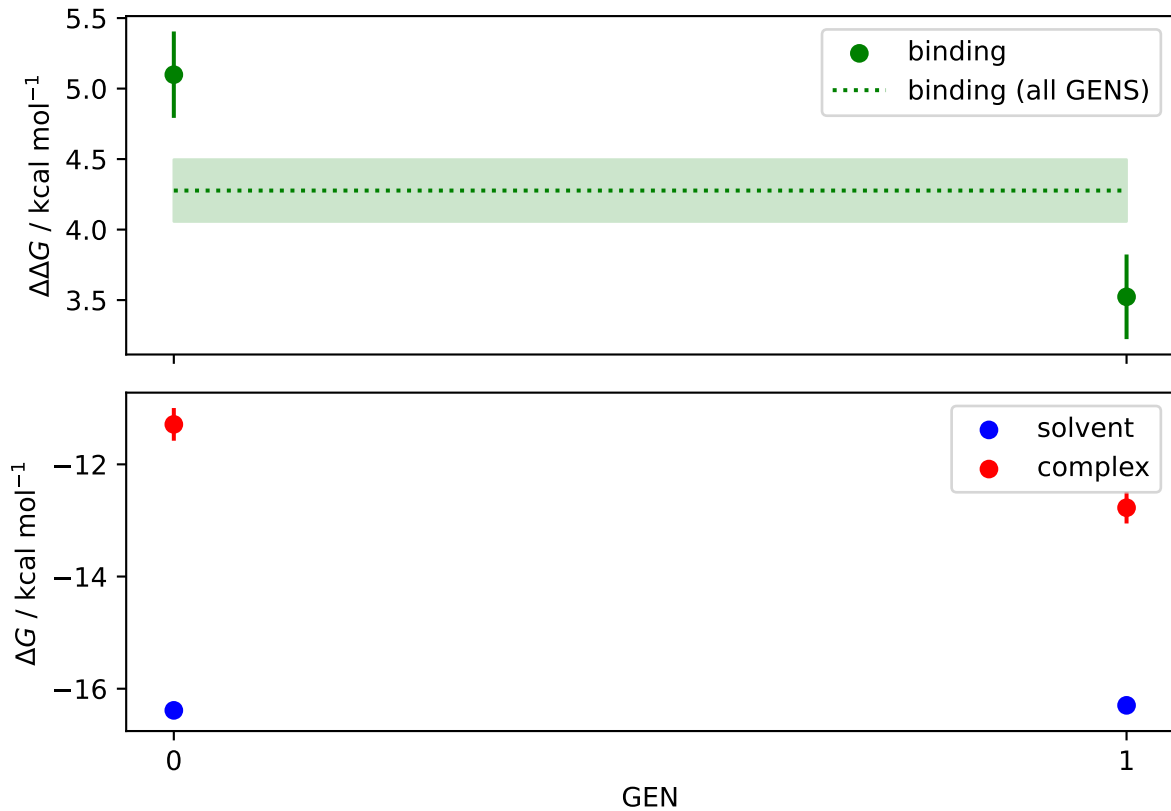 5.5
5.0
4.5
4.0
3.5
ΔΔG / kcal mol⁻¹
binding
binding (all GENS)
−12
−14
−16
ΔG / kcal mol⁻¹
solvent
complex
0
1
GEN